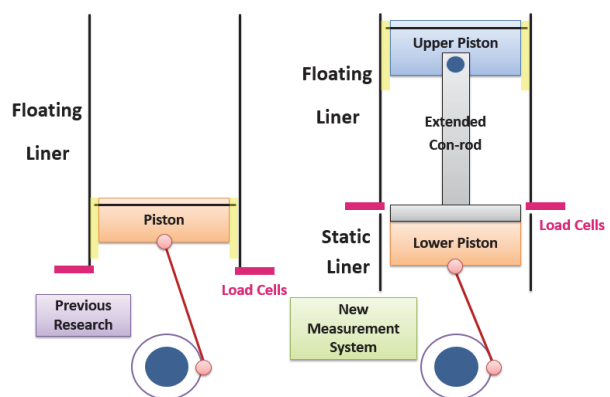 Floating
Liner
Piston
Load Cells
Previous
Research
Upper Piston
Floating
Liner
Extended
Con-rod
Load Cells
Static
Liner
Lower Piston
New
Measurement
System